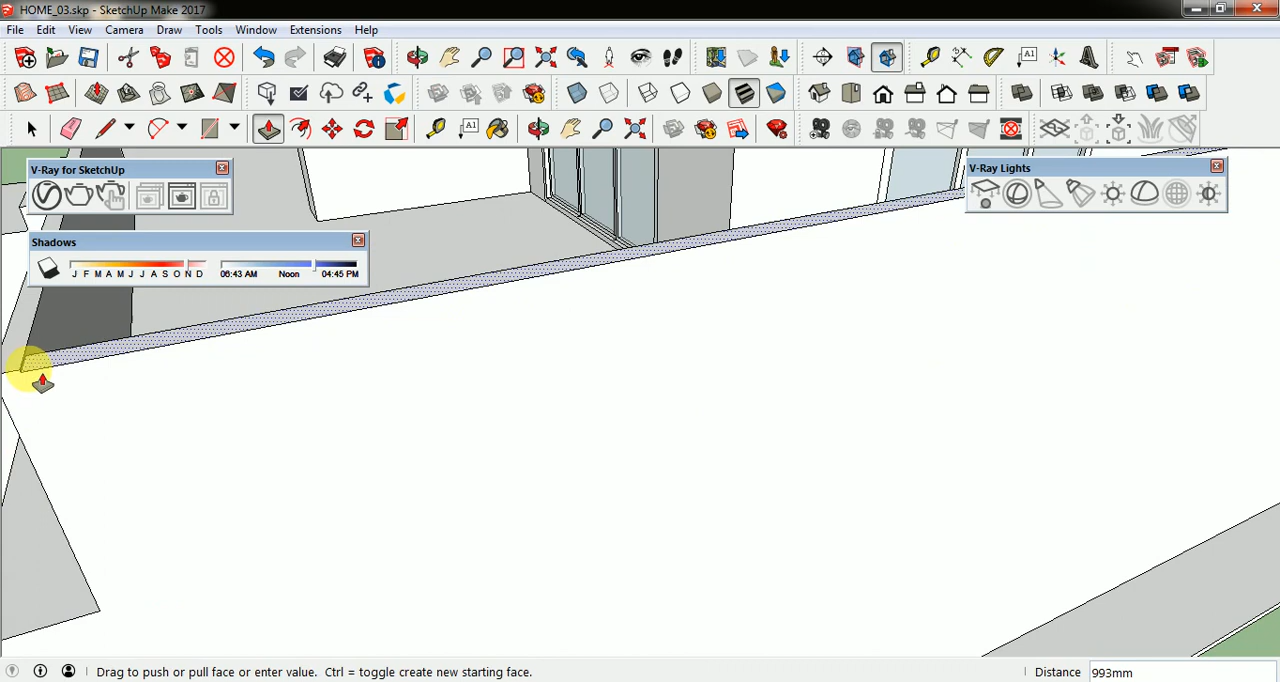 HOME_03.skp - SketchUp Make 2017
File Edit View Camera Draw Tools Window Extensions Help
A1
A1
V-Ray for SketchUp
V-Ray Lights
Shadows
J F M A M J J A S O N D
06:43 AM Noon 04:45 PM
Drag to push or pull face or enter value. Ctrl = toggle create new starting face.
Distance 993mm